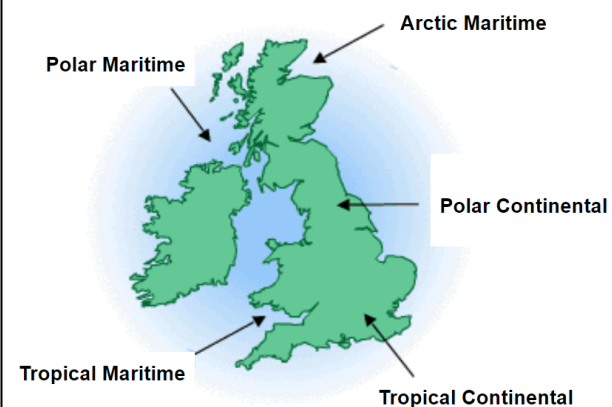 Arctic Maritime
Polar Maritime
Polar Continental
Tropical Maritime
Tropical Continental